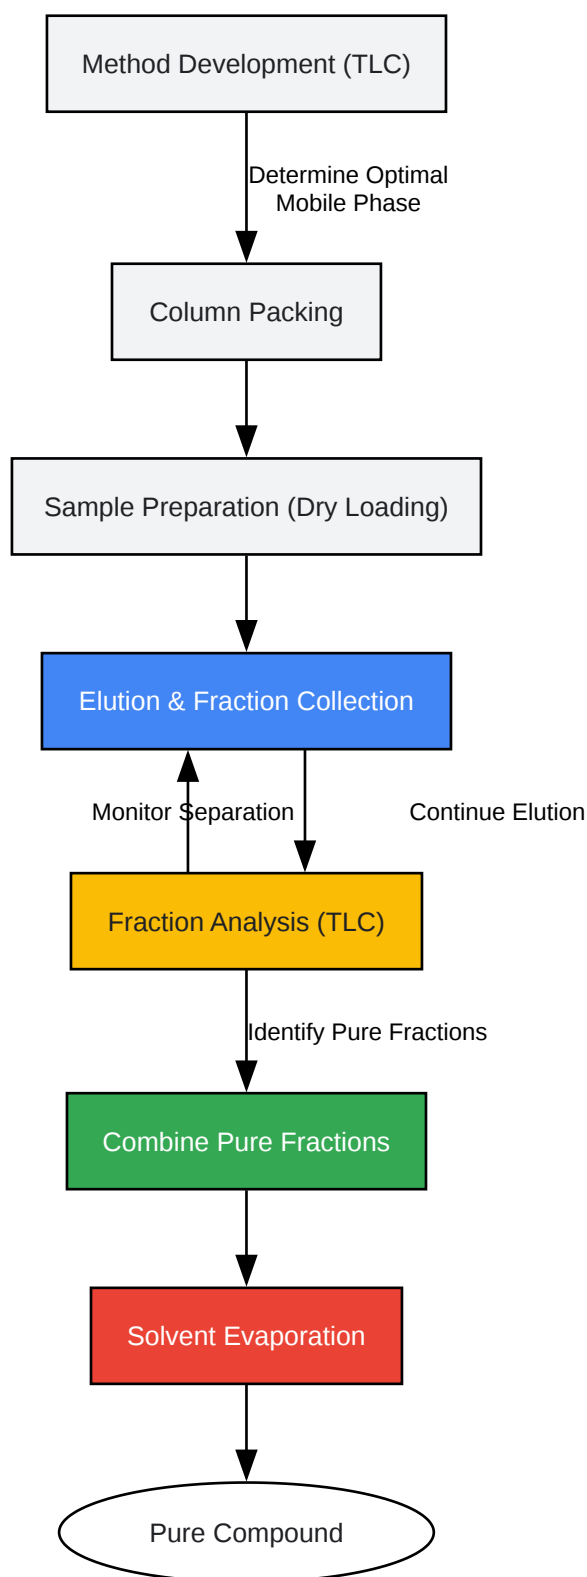 Method Development (TLC)
Determine Optimal
Mobile Phase
Column Packing
Sample Preparation (Dry Loading)
Elution & Fraction Collection
Monitor Separation
Continue Elution
Fraction Analysis (TLC)
Identify Pure Fractions
Combine Pure Fractions
Solvent Evaporation
Pure Compound